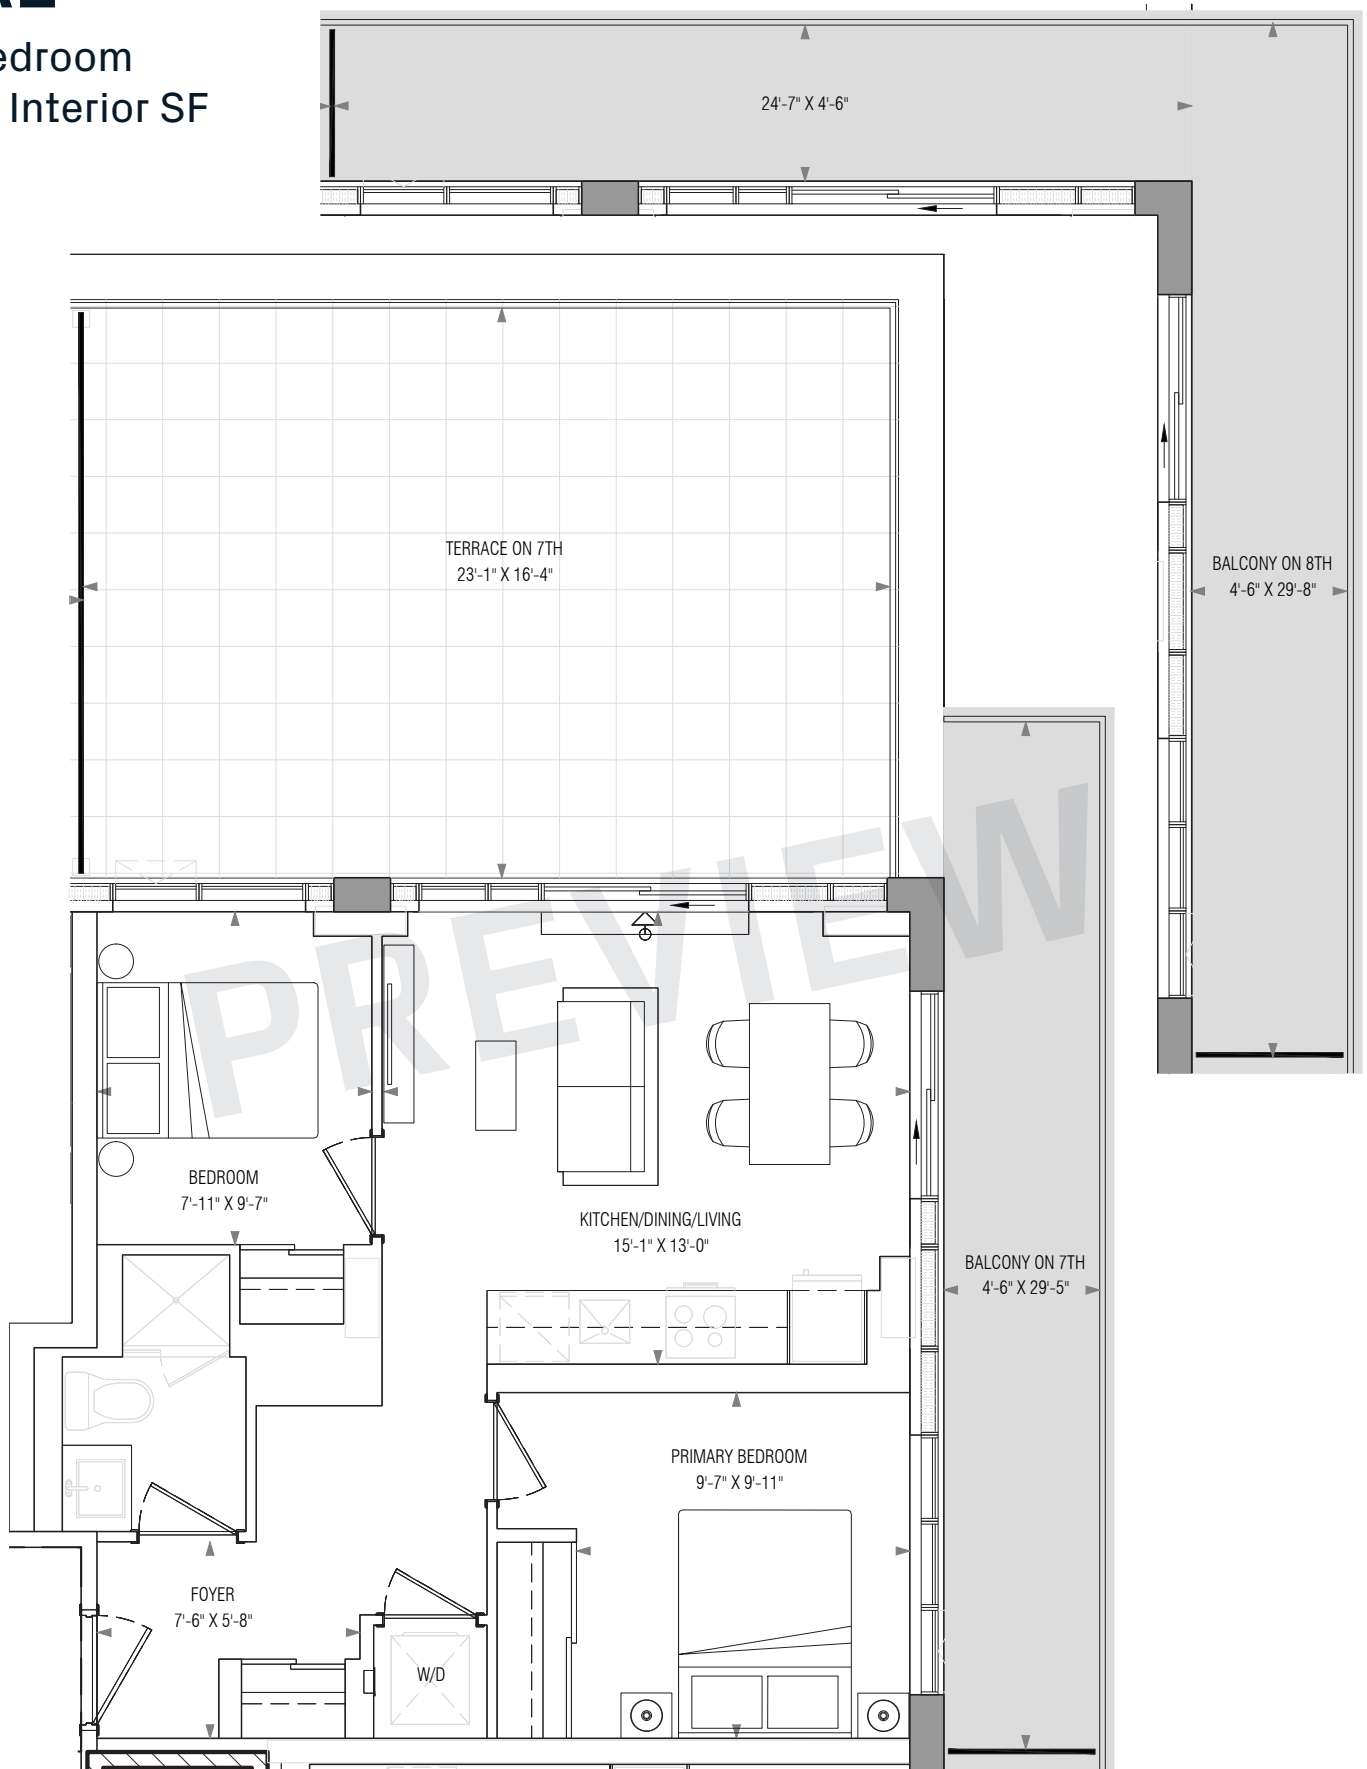 edroom
Interior SF
24'-7" X 4'-6"
TERRACE ON 7TH
23'-1" X 16'-4"
BALCONY ON 8TH
4'-6" X 29'-8"
PREVIEW
BEDROOM
7'-11" X 9'-7"
KITCHEN/DINING/LIVING
15'-1" X 13'-0"
BALCONY ON 7TH
4'-6" X 29'-5"
PRIMARY BEDROOM
9'-7" X 9'-11"
FOYER
7'-6" X 5'-8"
W/D